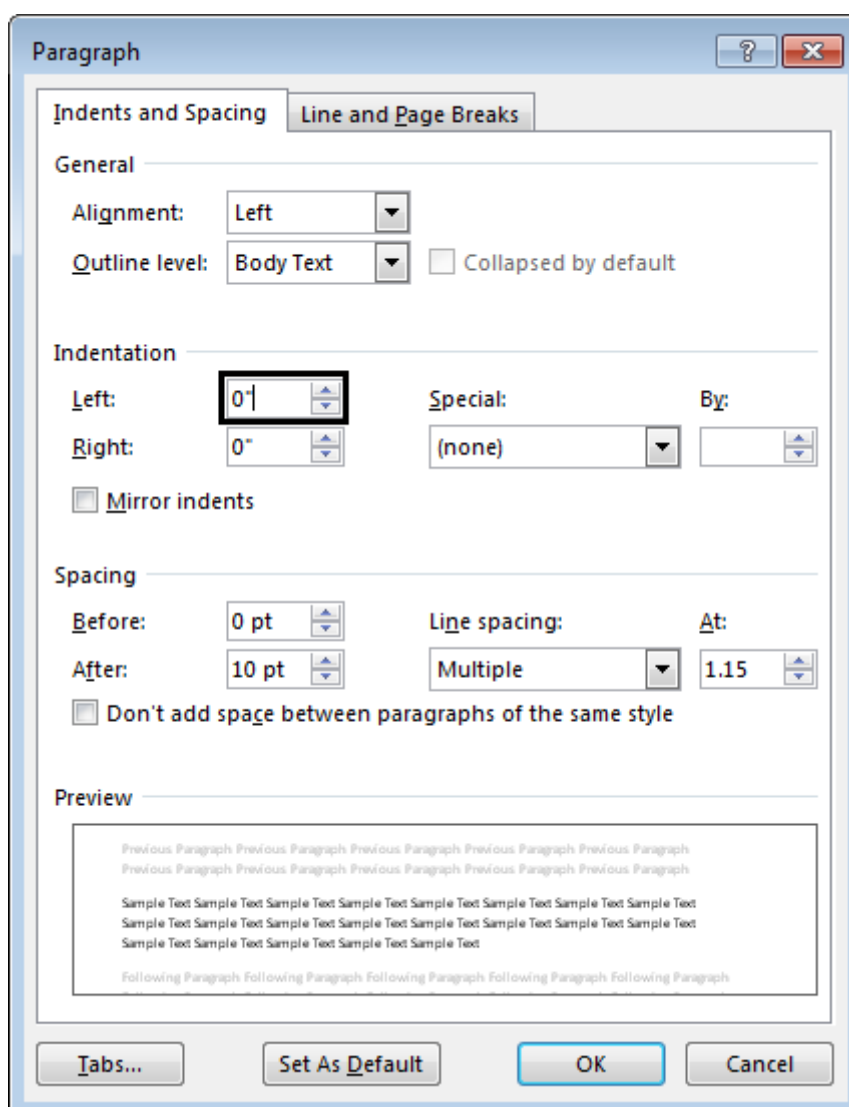 Paragraph
Indents and Spacing
Line and Page Breaks
General
Alignment: Left
Outline level: Body Text Collapsed by default
Indentation
Left: 0" Special: By:
Right: 0" (none)
Mirror indents
Spacing
Before: 0 pt Line spacing: At:
After: 10 pt Multiple 1.15
Don't add space between paragraphs of the same style
Preview
Previous Paragraph Previous Paragraph Previous Paragraph Previous Paragraph Previous Paragraph
Previous Paragraph Previous Paragraph Previous Paragraph Previous Paragraph Previous Paragraph
Sample Text Sample Text Sample Text Sample Text Sample Text Sample Text Sample Text Sample Text
Sample Text Sample Text Sample Text Sample Text Sample Text Sample Text Sample Text Sample Text
Sample Text Sample Text Sample Text Sample Text Sample Text
Following Paragraph Following Paragraph Following Paragraph Following Paragraph Following Paragraph
Tabs... Set As Default OK Cancel